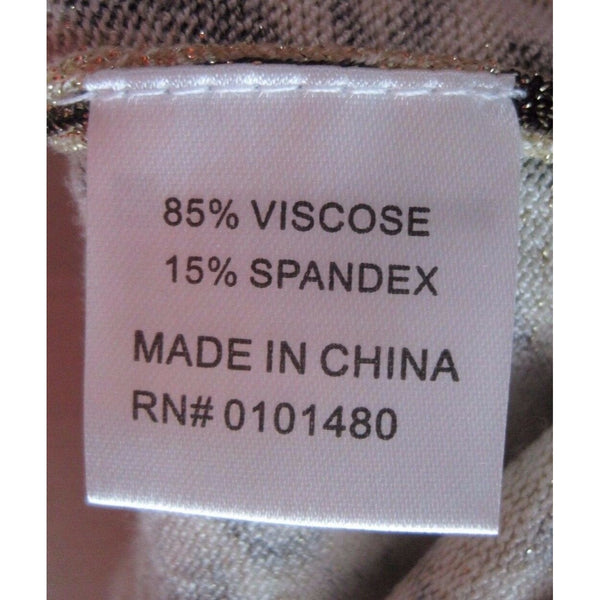 85% VISCOSE
15% SPANDEX
MADE IN CHINA
RN# 0101480